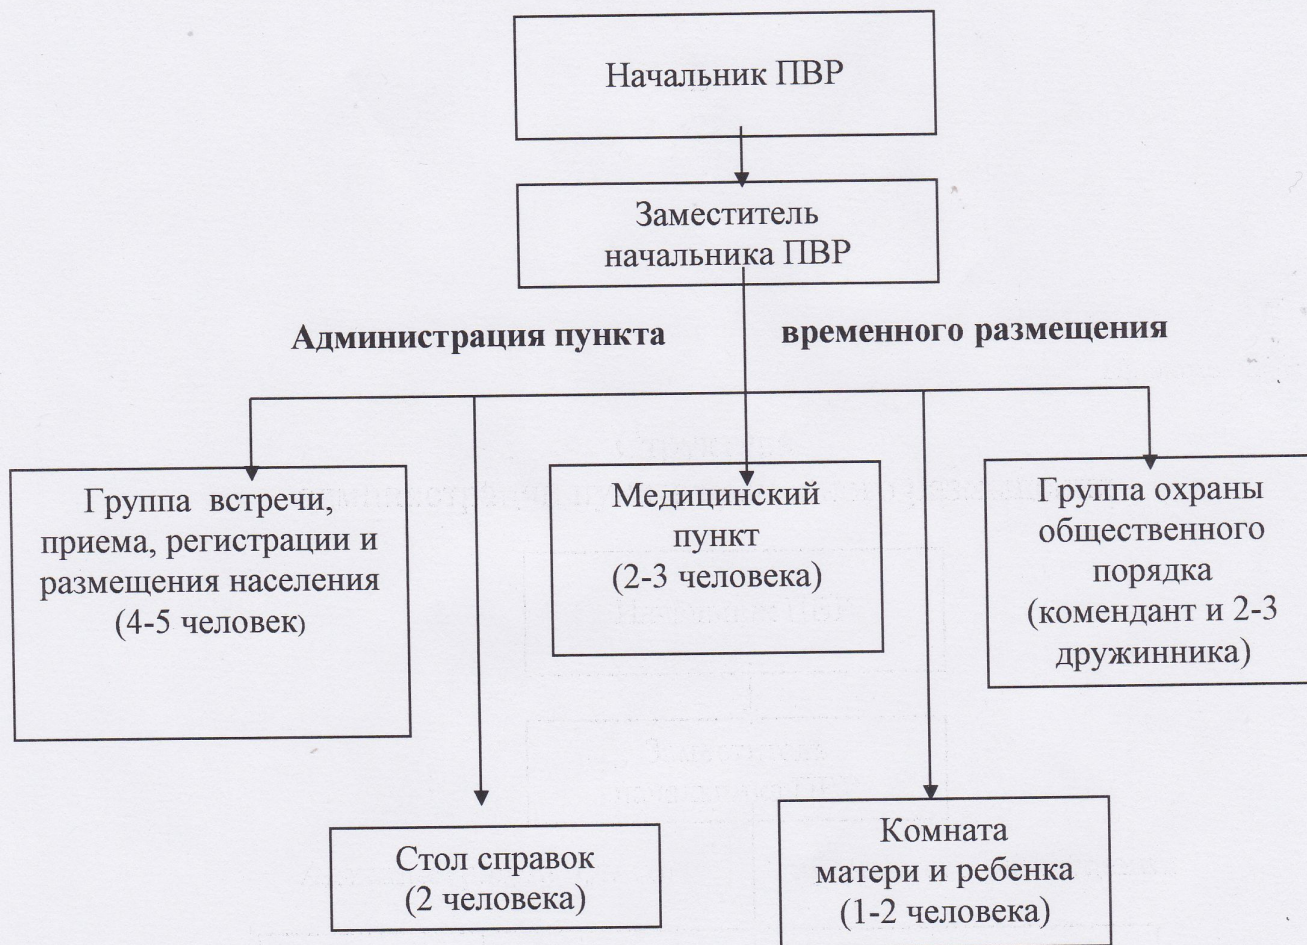 Начальник ПВР
Заместитель
начальника ПВР
Администрация пункта временного размещения
Группа встречи,
приема, регистрации и
размещения населения
(4-5 человек)
Медицинский
пункт
(2-3 человека)
Группа охраны
общественного
порядка
(комендант и 2-3
дружинника)
Стол справок
(2 человека)
Комната
матери и ребенка
(1-2 человека)